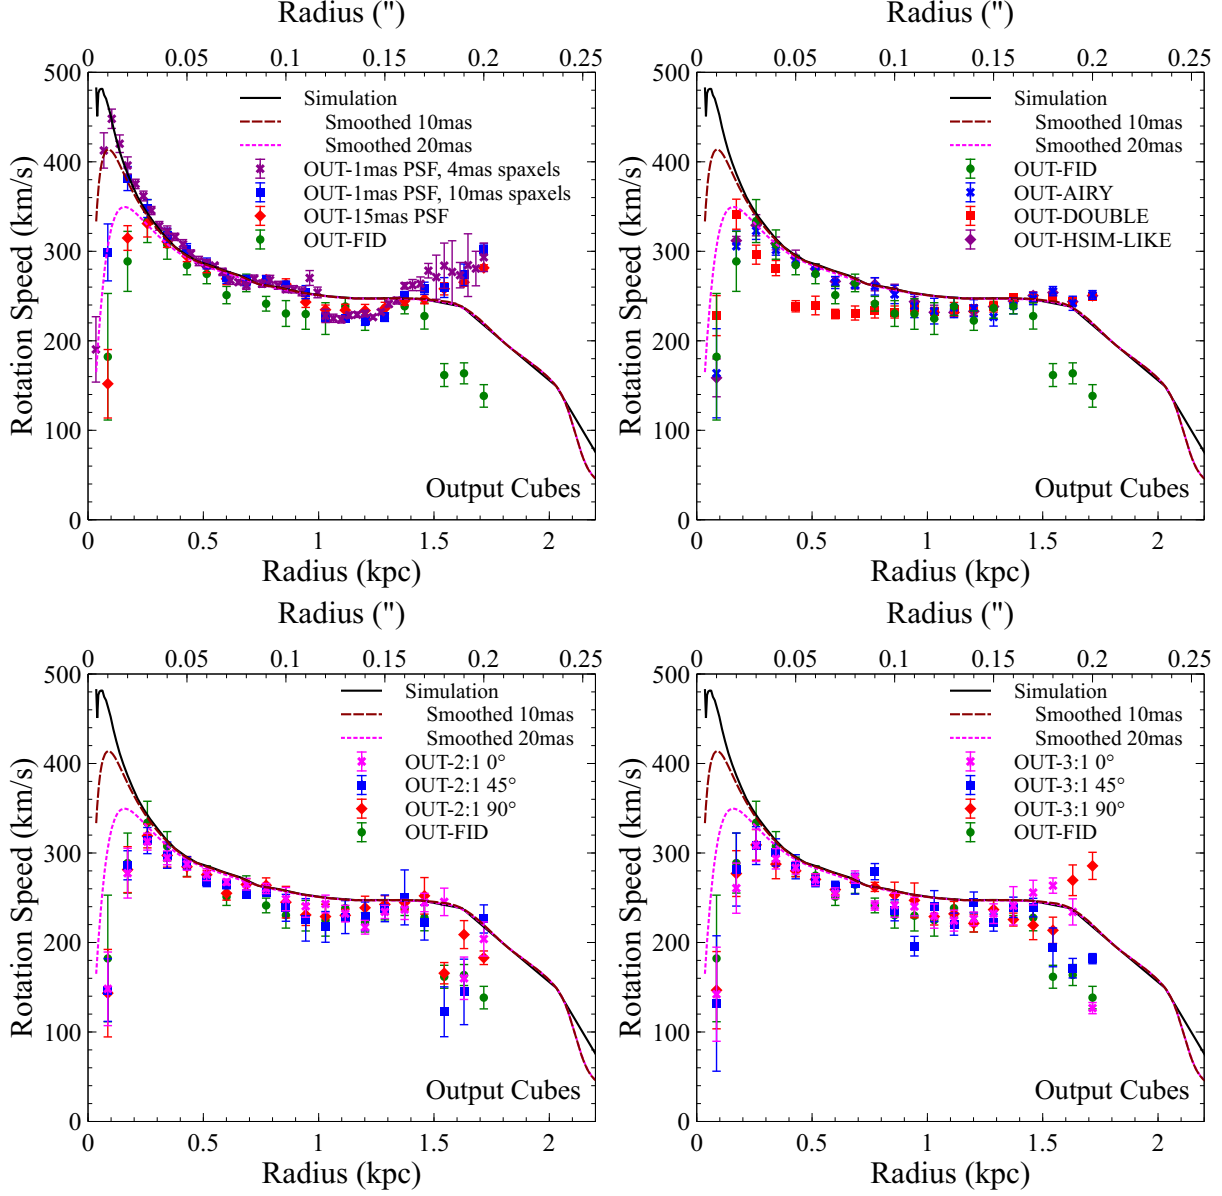 Radius (")
0 0.05 0.1 0.15 0.2 0.25
500
400
300
200
100
0
Rotation Speed (km/s)
Simulation
Smoothed 10mas
Smoothed 20mas
OUT-1mas PSF, 4mas spaxels
OUT-1mas PSF, 10mas spaxels
OUT-15mas PSF
OUT-FID
Output Cubes
0 0.5 1 1.5 2
Radius (kpc)
Radius (")
0 0.05 0.1 0.15 0.2 0.25
500
400
300
200
100
0
Rotation Speed (km/s)
Simulation
Smoothed 10mas
Smoothed 20mas
OUT-FID
OUT-AIRY
OUT-DOUBLE
OUT-HSIM-LIKE
Output Cubes
0 0.5 1 1.5 2
Radius (kpc)
Radius (")
0 0.05 0.1 0.15 0.2 0.25
500
400
300
200
100
0
Rotation Speed (km/s)
Simulation
Smoothed 10mas
Smoothed 20mas
OUT-2:1 0°
OUT-2:1 45°
OUT-2:1 90°
OUT-FID
Output Cubes
0 0.5 1 1.5 2
Radius (kpc)
Radius (")
0 0.05 0.1 0.15 0.2 0.25
500
400
300
200
100
0
Rotation Speed (km/s)
Simulation
Smoothed 10mas
Smoothed 20mas
OUT-3:1 0°
OUT-3:1 45°
OUT-3:1 90°
OUT-FID
Output Cubes
0 0.5 1 1.5 2
Radius (kpc)